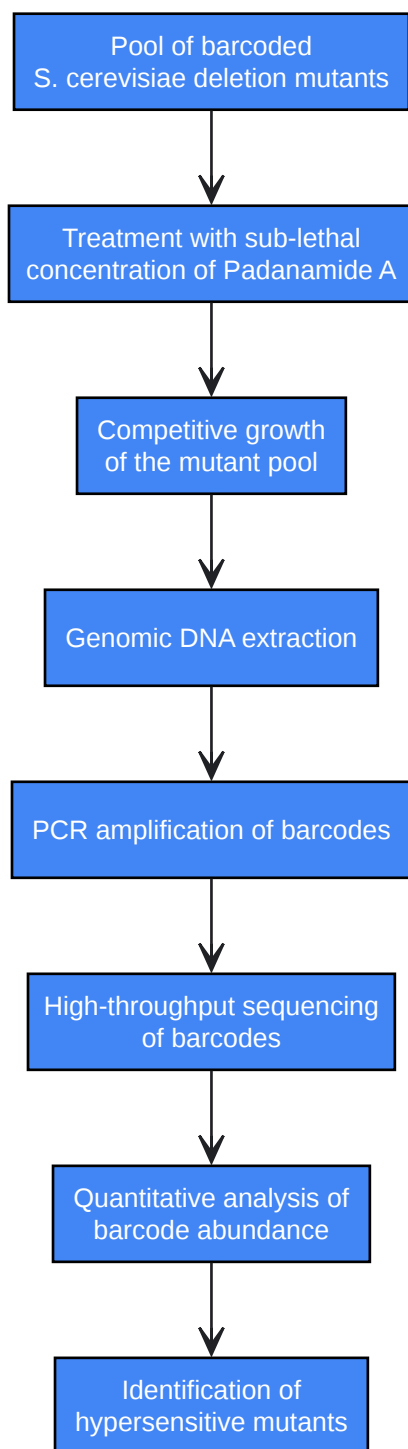 Pool of barcoded
S. cerevisiae deletion mutants
Treatment with sub-lethal
concentration of Padanamide A
Competitive growth
of the mutant pool
Genomic DNA extraction
PCR amplification of barcodes
High-throughput sequencing
of barcodes
Quantitative analysis of
barcode abundance
Identification of
hypersensitive mutants